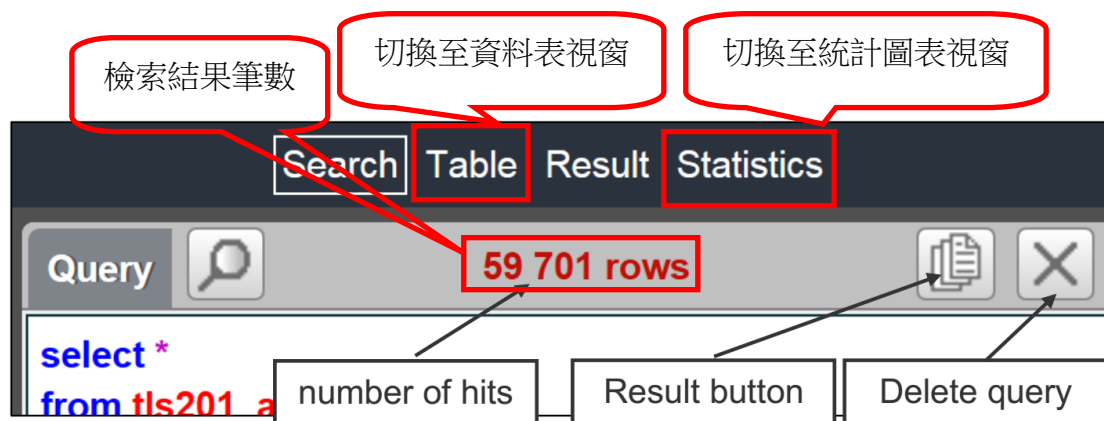 檢索結果筆數
切換至資料表視窗
切換至統計圖表視窗
Search Table Result Statistics
Query
59 701 rows
select *
from tls201_a
number of hits
Result button
Delete query